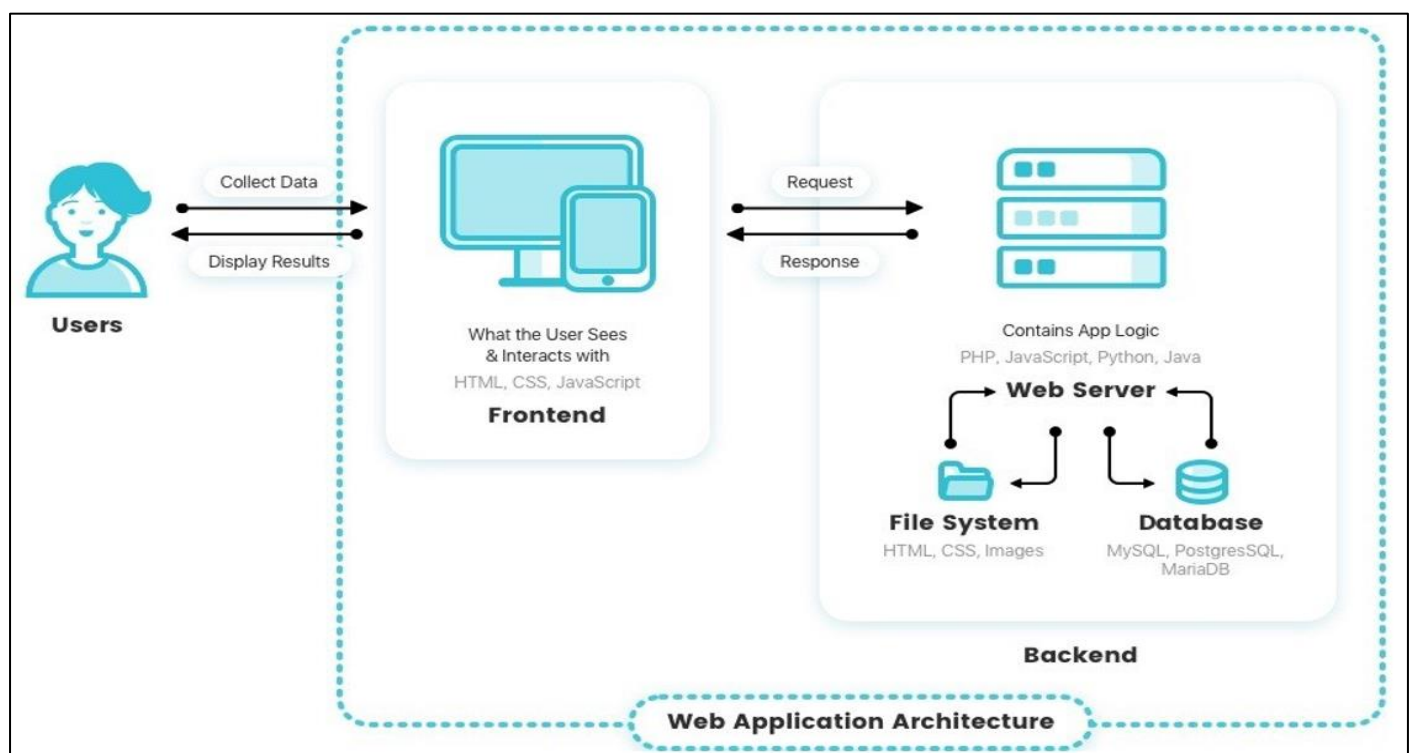 Collect Data
Display Results
Users
What the User Sees
& Interacts with
HTML, CSS, JavaScript
Frontend
Request
Response
Contains App Logic
PHP, JavaScript, Python, Java
Web Server
File System
HTML, CSS, Images
Database
MySQL, PostgresSQL,
MariaDB
Backend
Web Application Architecture